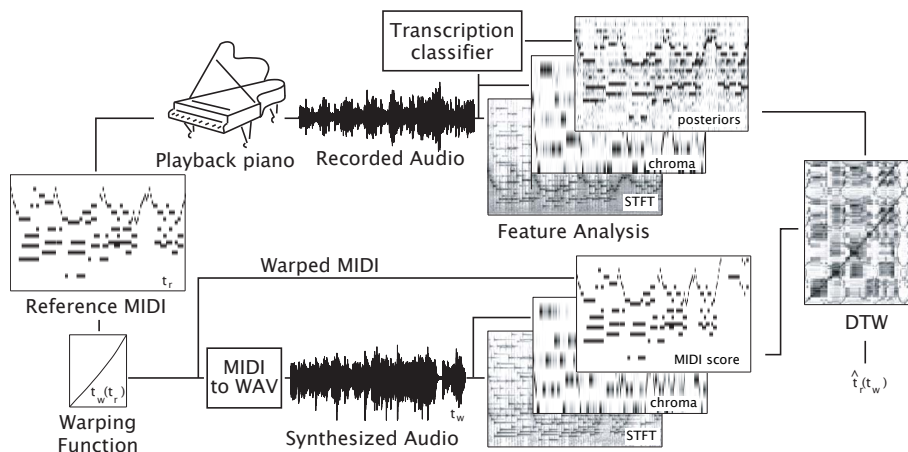 Transcription
classifier
posteriors
chroma
STFT
Feature Analysis
Playback piano
Recorded Audio
t_r
Reference MIDI
Warped MIDI
t_w(t_r)
Warping
Function
MIDI
to WAV
t_w
Synthesized Audio
MIDI score
chroma
STFT
DTW
t̂_r(t_w)